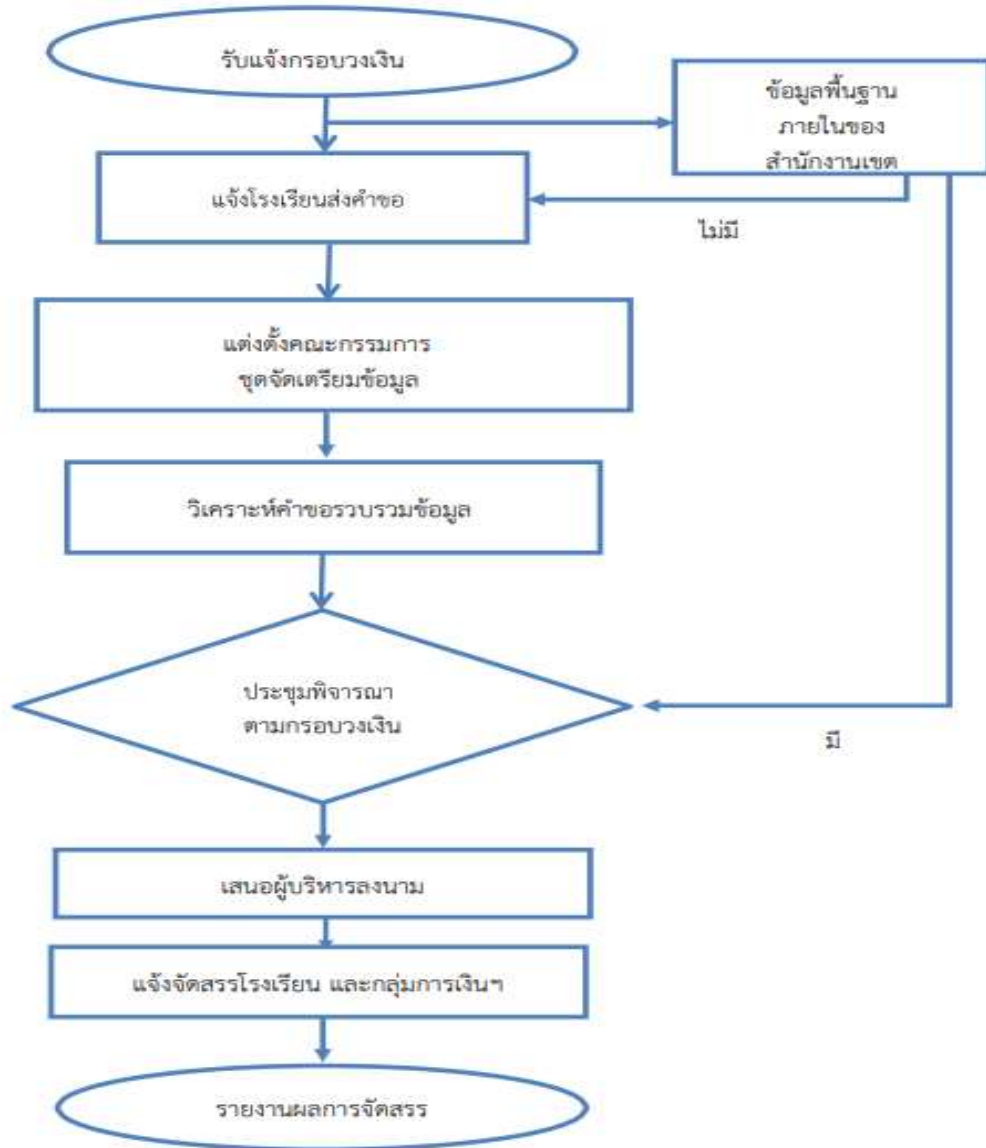 รับแจ้งกรอบวงเงิน
ข้อมูลพื้นฐาน
ภายในของ
สำนักงานเขต
แจ้งโรงเรียนส่งคำขอ
ไม่มี
แต่งตั้งคณะกรรมการ
ชุดจัดเตรียมข้อมูล
วิเคราะห์คำขอรวบรวมข้อมูล
ประชุมพิจารณา
ตามกรอบวงเงิน
มี
เสนอผู้บริหารลงนาม
แจ้งจัดสรรโรงเรียน และกลุ่มการเงินฯ
รายงานผลการจัดสรร